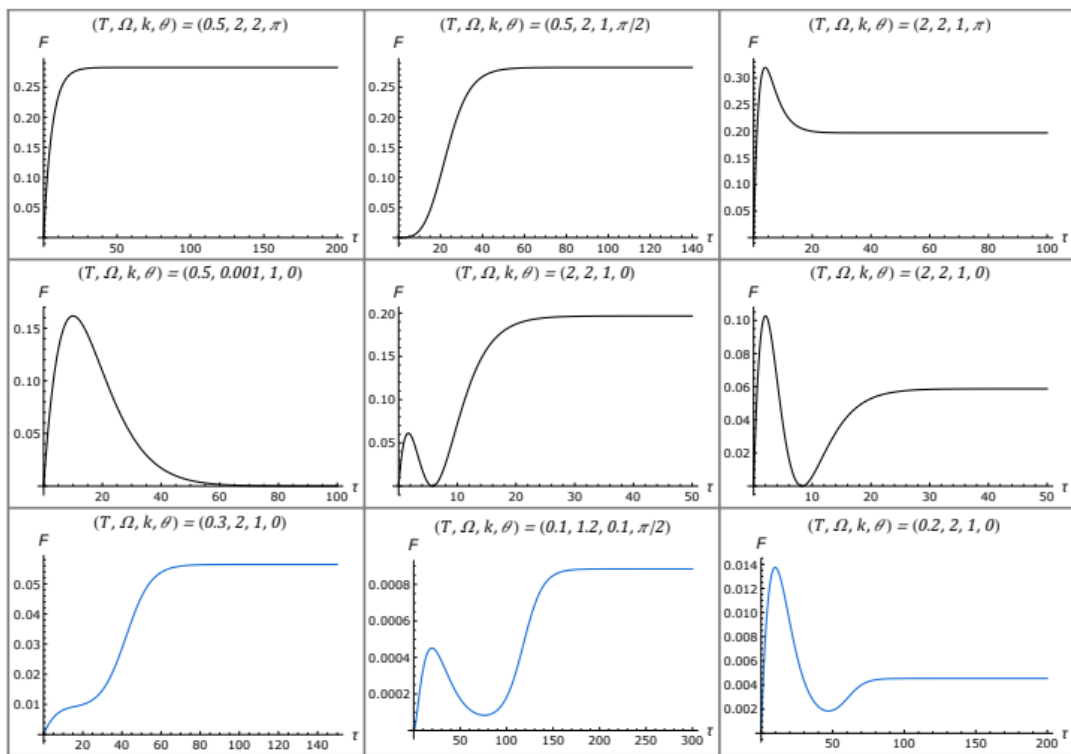 (T, Ω, k, θ) = (0.5, 2, 2, π)
F
0.25
0.20
0.15
0.10
0.05
50 100 150 200 τ
(T, Ω, k, θ) = (0.5, 2, 1, π/2)
F
0.25
0.20
0.15
0.10
0.05
20 40 60 80 100 120 140 τ
(T, Ω, k, θ) = (2, 2, 1, π)
F
0.30
0.25
0.20
0.15
0.10
0.05
20 40 60 80 100 τ
(T, Ω, k, θ) = (0.5, 0.001, 1, 0)
F
0.15
0.10
0.05
20 40 60 80 100 τ
(T, Ω, k, θ) = (2, 2, 1, 0)
F
0.20
0.15
0.10
0.05
10 20 30 40 50 τ
(T, Ω, k, θ) = (2, 2, 1, 0)
F
0.10
0.08
0.06
0.04
0.02
10 20 30 40 50 τ
(T, Ω, k, θ) = (0.3, 2, 1, 0)
F
0.05
0.04
0.03
0.02
0.01
20 40 60 80 100 120 140 τ
(T, Ω, k, θ) = (0.1, 1.2, 0.1, π/2)
F
0.0008
0.0006
0.0004
0.0002
50 100 150 200 250 300 τ
(T, Ω, k, θ) = (0.2, 2, 1, 0)
F
0.014
0.012
0.010
0.008
0.006
0.004
0.002
50 100 150 200 τ